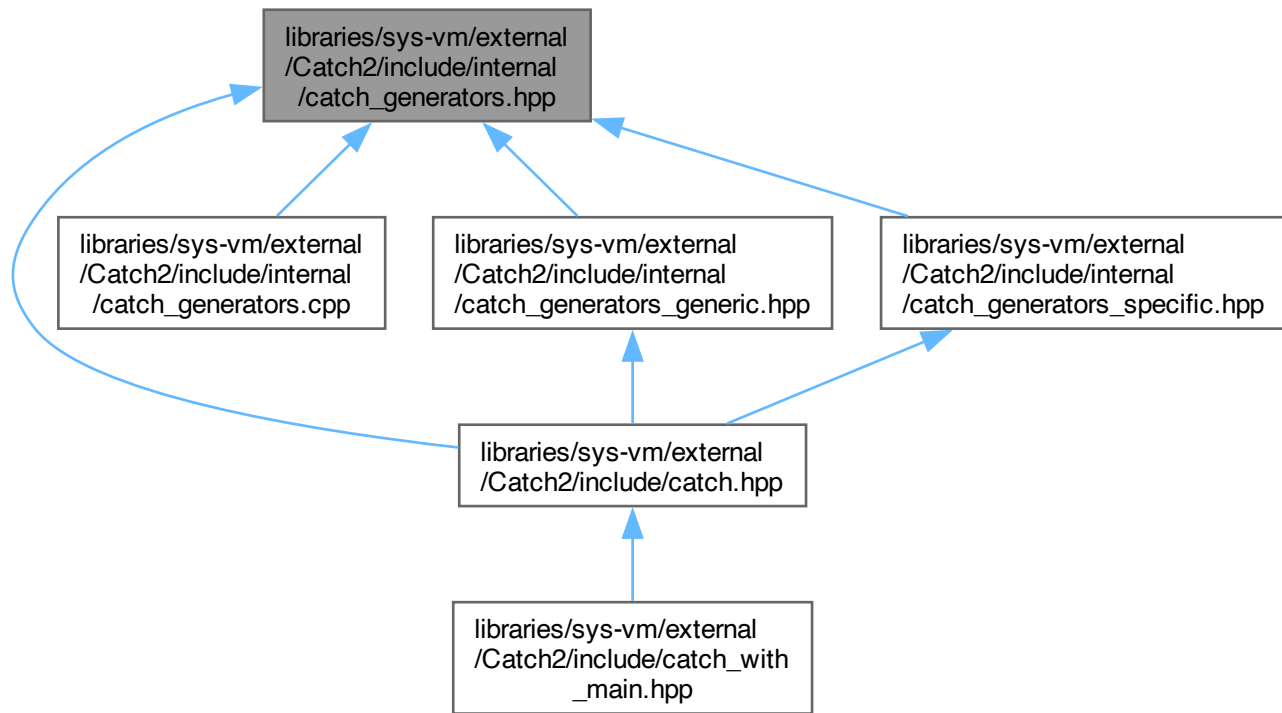 libraries/sys-vm/external
/Catch2/include/internal
/catch_generators.hpp
libraries/sys-vm/external
/Catch2/include/internal
/catch_generators.cpp
libraries/sys-vm/external
/Catch2/include/internal
/catch_generators_generic.hpp
libraries/sys-vm/external
/Catch2/include/internal
/catch_generators_specific.hpp
libraries/sys-vm/external
/Catch2/include/catch.hpp
libraries/sys-vm/external
/Catch2/include/catch_with
_main.hpp